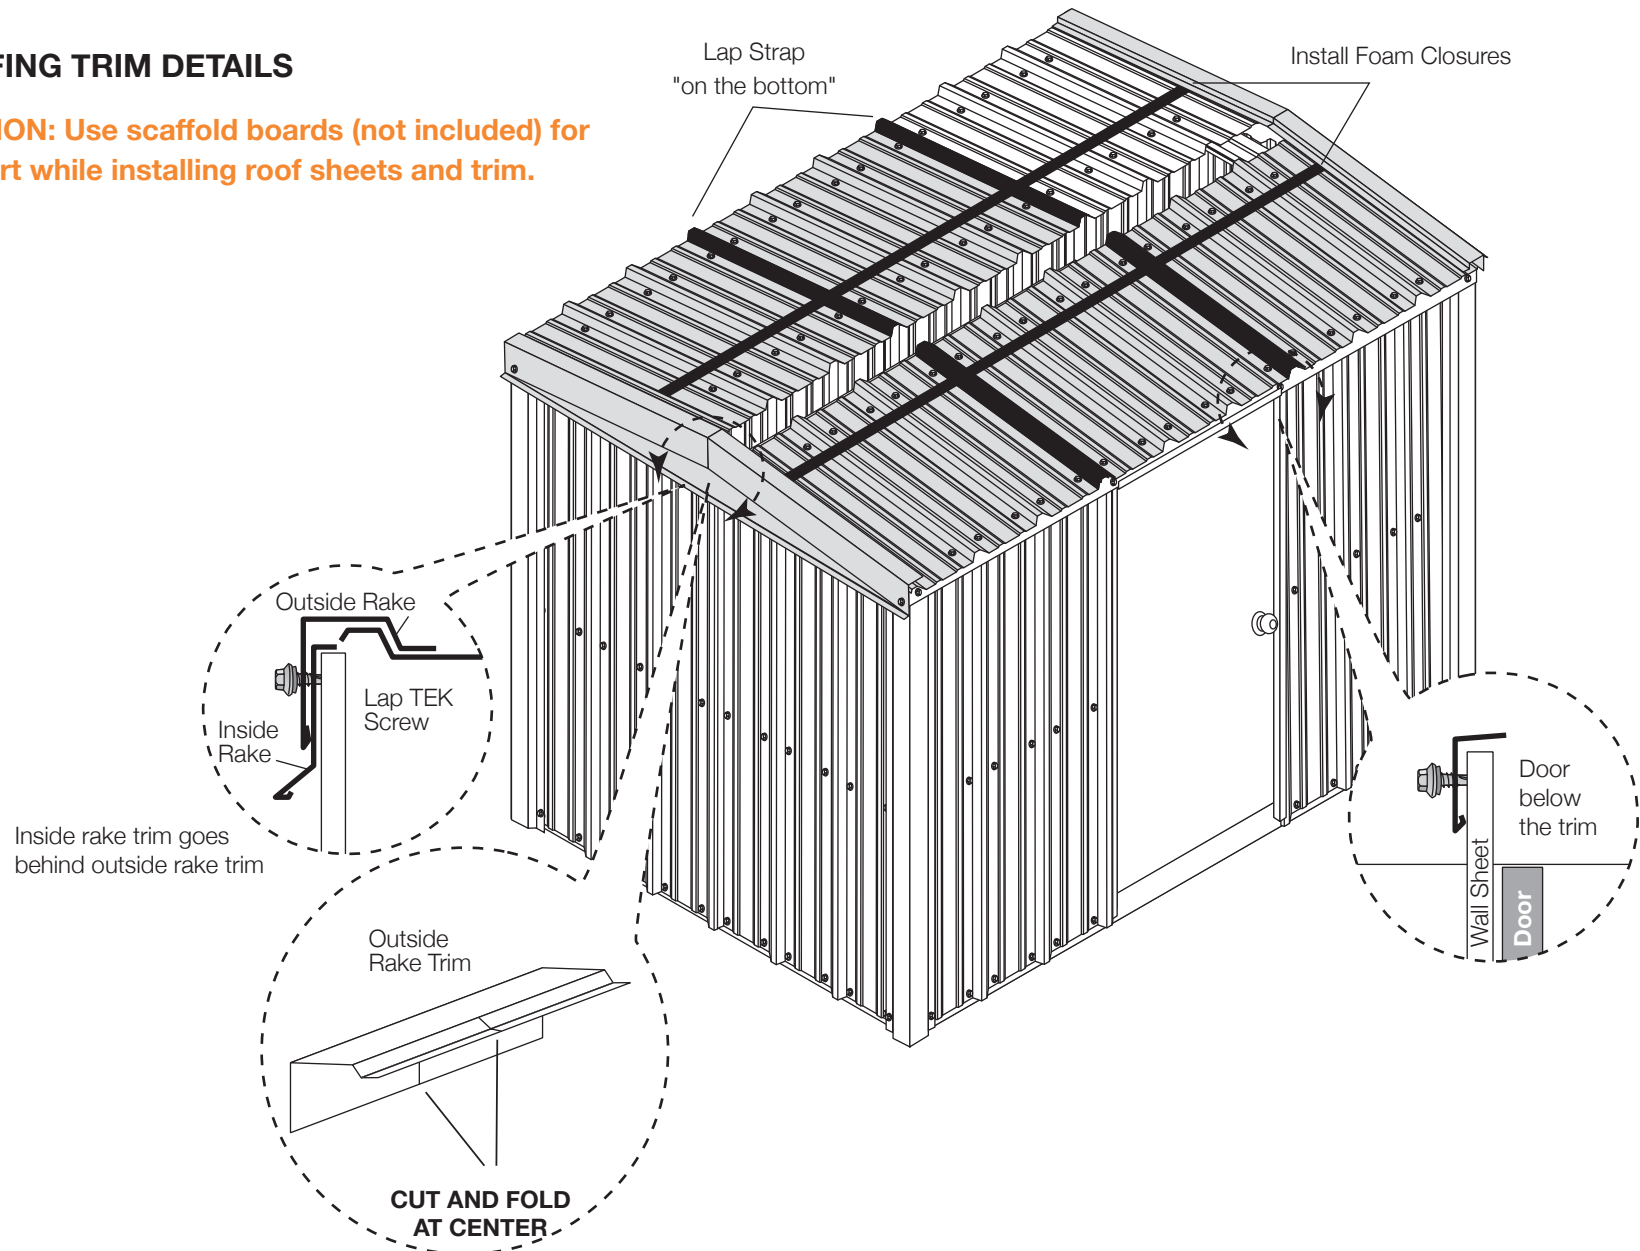 FING TRIM DETAILS
ION: Use scaffold boards (not included) for
rt while installing roof sheets and trim.
Lap Strap
"on the bottom"
Install Foam Closures
Outside Rake
Lap TEK
Screw
Inside
Rake
Inside rake trim goes
behind outside rake trim
Outside
Rake Trim
CUT AND FOLD
AT CENTER
Door
below
the trim
Wall Sheet
Door